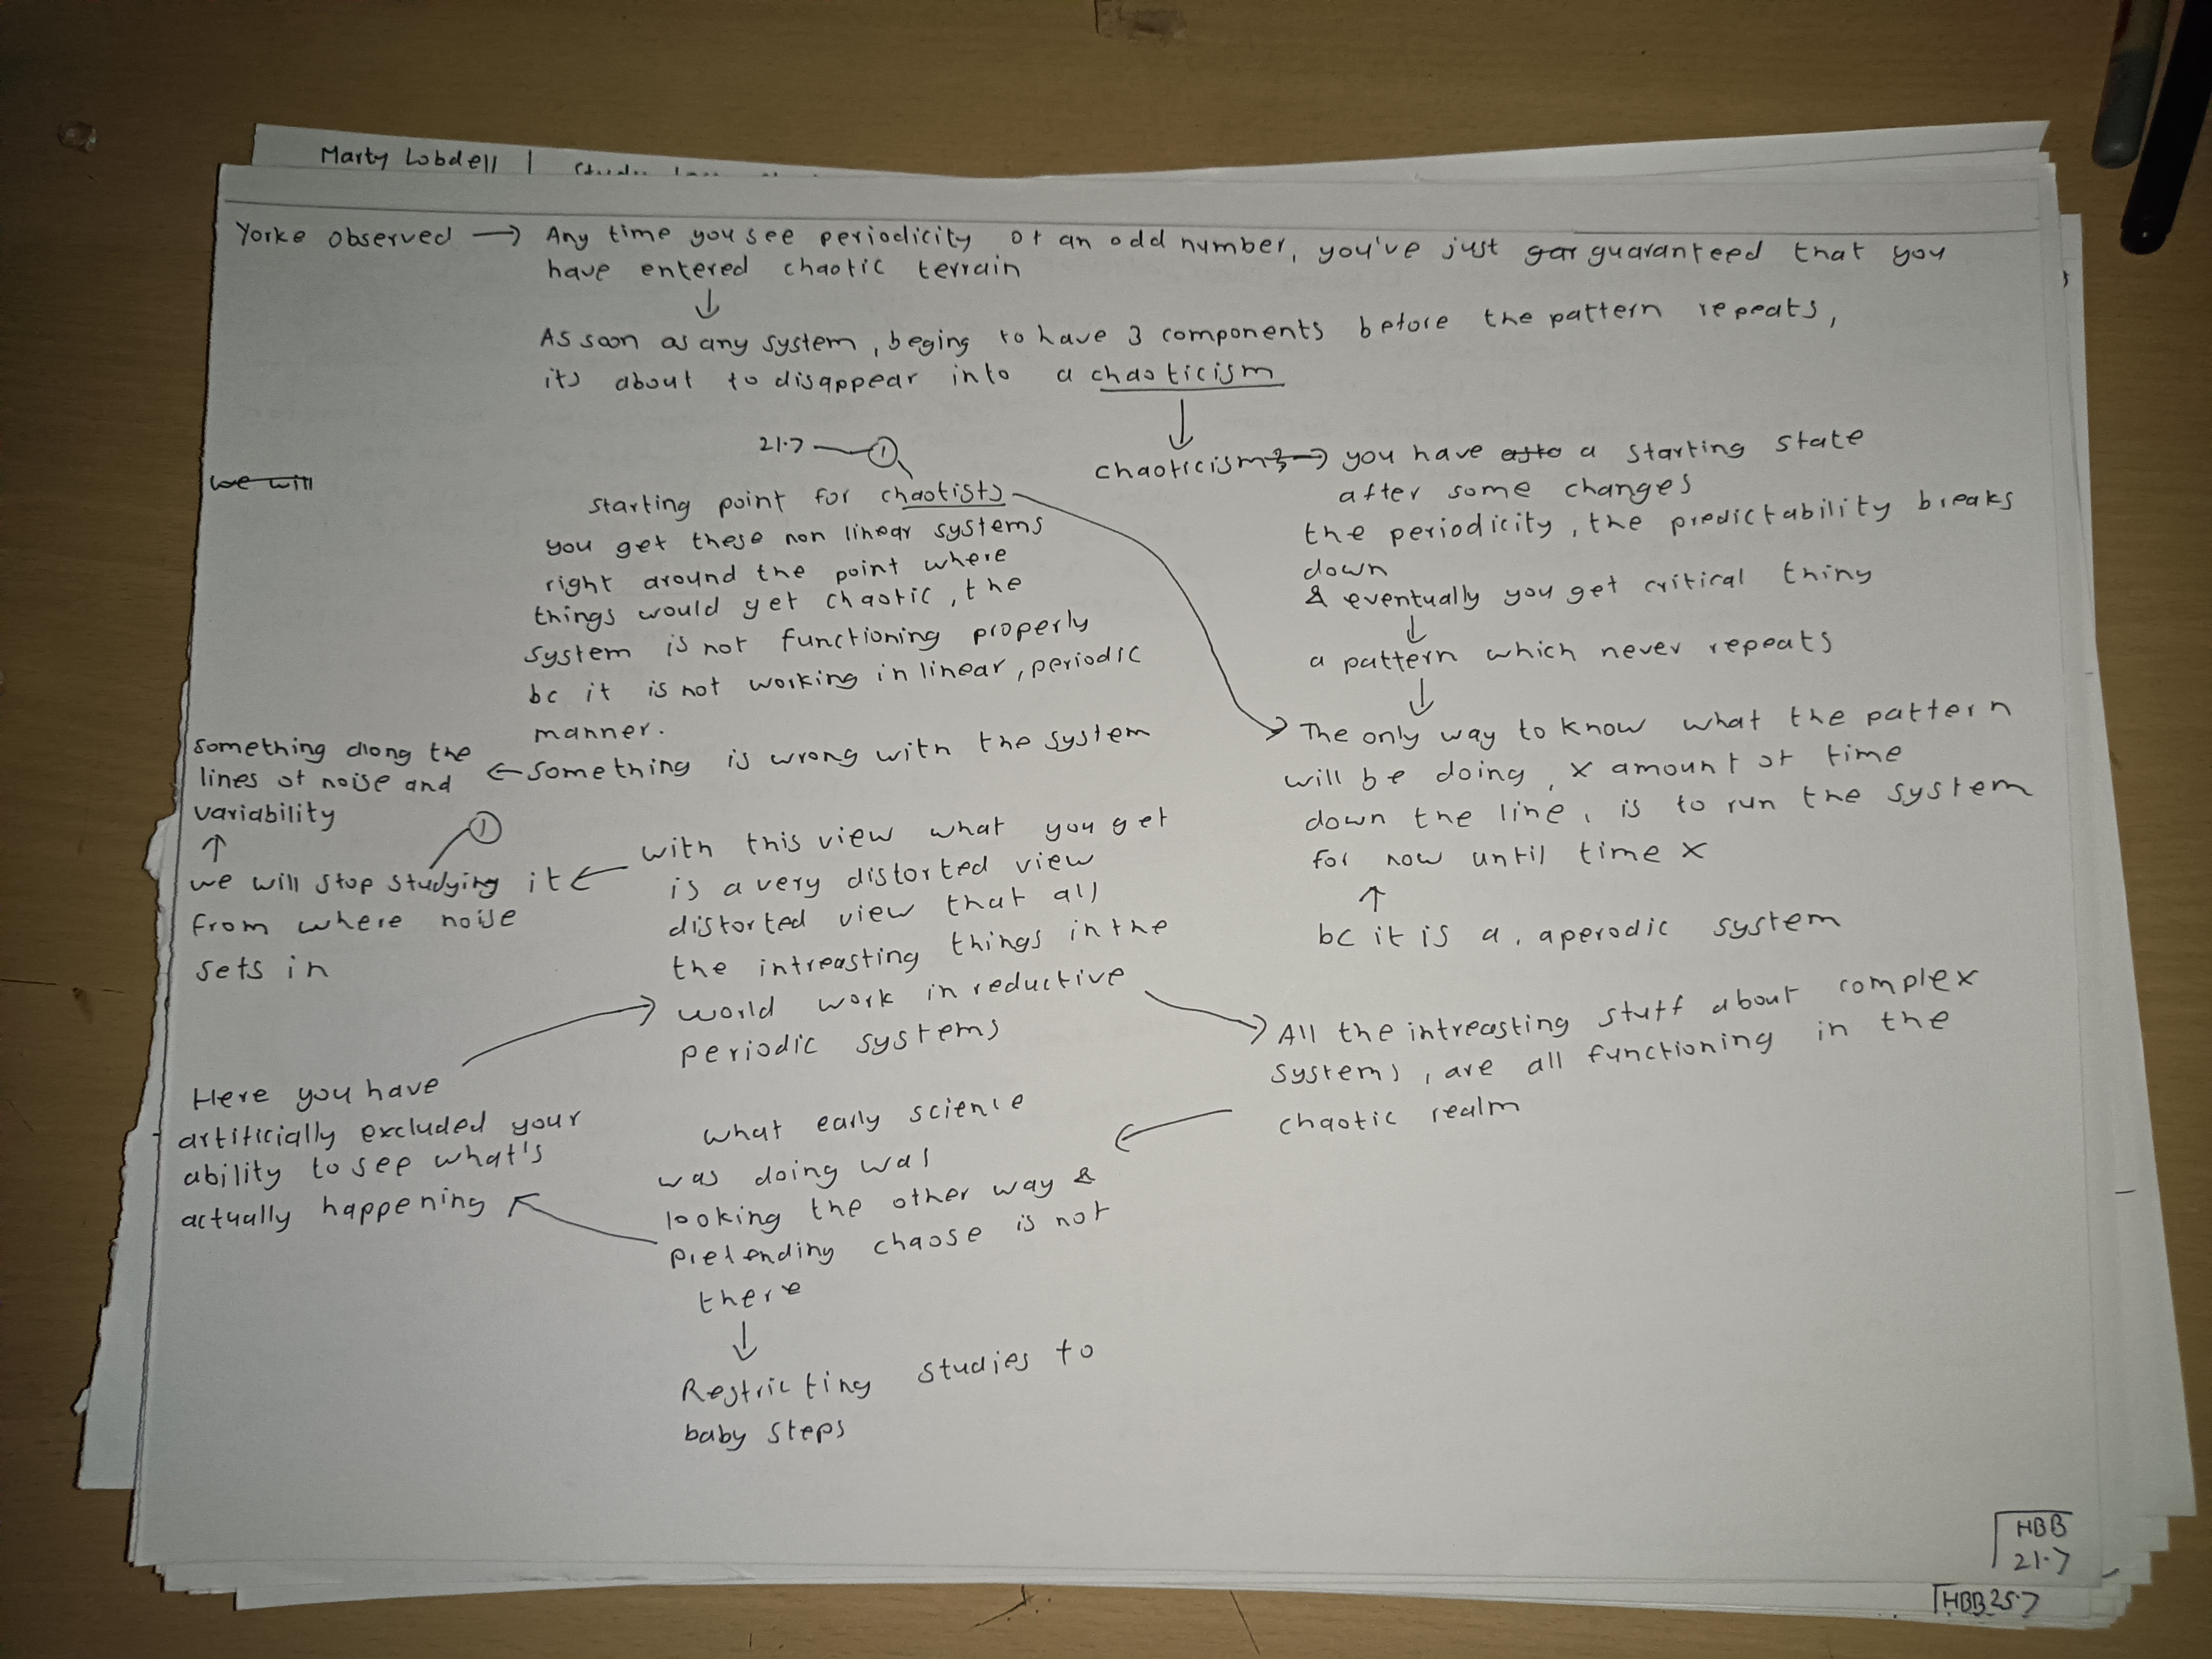 Marty Lobdell |
Yorke observed → Any time you see periodicity of an odd number, you've just gar guaranteed that you
have entered chaotic terrain
↓
As soon as any system, beging to have 3 components before the pattern repeats,
its about to disappear into a chaoticism
↓
chaoticism → you have a starting state
after some changes
the periodicity, the predictability breaks
down
& eventually you get critical thiny
↓
a pattern which never repeats
↓
The only way to know what the pattern
will be doing, x amount of time
down the line, is to run the system
for now until time x
↑
bc it is a, aperodic system
21.7 — 1
we will
starting point for chaotists
you get these non linear systems
right around the point where
things would get chaotic, the
system is not functioning properly
bc it is not working in linear, periodic
manner.
← something is wrong with the system
something along the
lines of noise and
variability
↑ 1
we will stop studying it ←
from where noise
sets in
with this view what you get
is a very distorted view
distorted view that all
the intreasting things in the
world work in reductive
periodic systems
→ All the intreasting stuff about complex
systems, are all functioning in the
chaotic realm
Here you have
artificially excluded your
ability to see what's
actually happening
what early science
was doing was
looking the other way &
pretending chaose is not
there
↓
Restricting studies to
baby steps
HBB
21.7
HBB 25.7